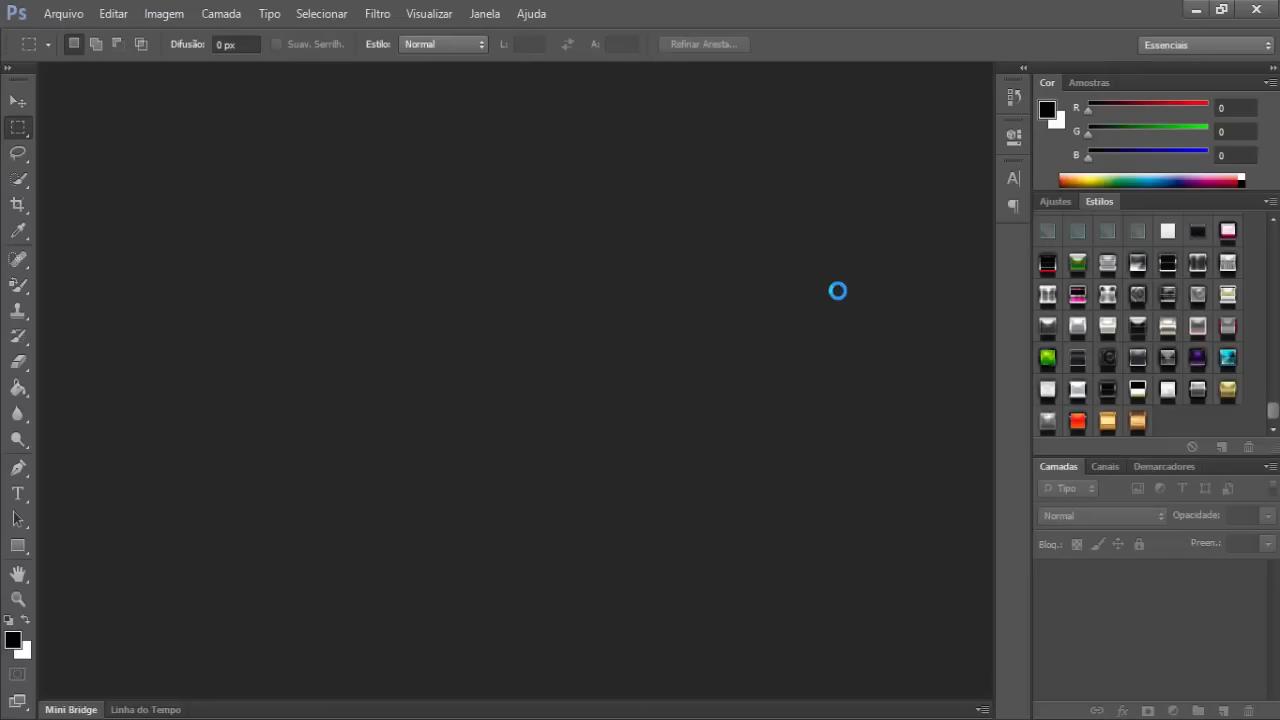 Ps Arquivo Editar Imagem Camada Tipo Selecionar Filtro Visualizar Janela Ajuda
Difusão: 0 px Suav. Serrilh. Estilo: Normal L: A: Refinar Aresta... Essenciais
Cor Amostras
R 0
G 0
B 0
Ajustes Estilos
Camadas Canais Demarcadores
Tipo
Normal Opacidade:
Bloq.: Preen.:
Mini Bridge Linha do Tempo